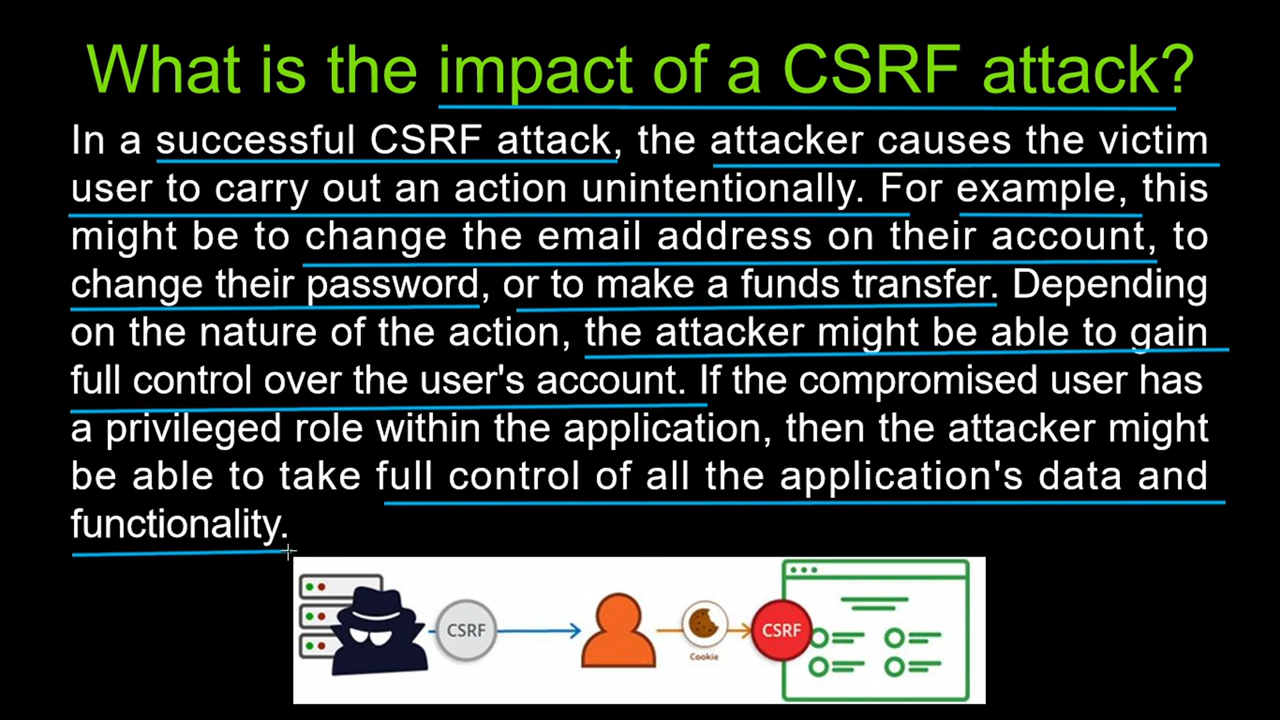 What is the impact of a CSRF attack?
In a successful CSRF attack, the attacker causes the victim
user to carry out an action unintentionally. For example, this
might be to change the email address on their account, to
change their password, or to make a funds transfer. Depending
on the nature of the action, the attacker might be able to gain
full control over the user's account. If the compromised user has
a privileged role within the application, then the attacker might
be able to take full control of all the application's data and
functionality.
CSRF
Cookie
CSRF